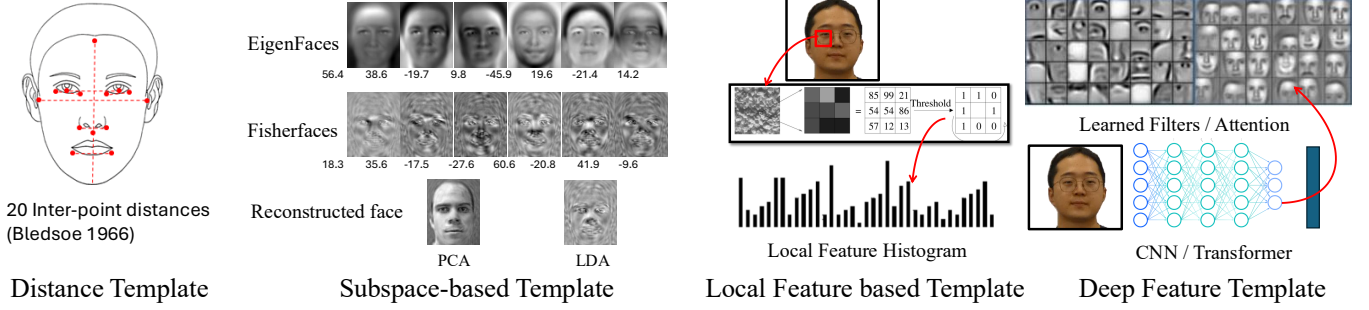 20 Inter-point distances
(Bledsoe 1966)
Distance Template
EigenFaces
56.4 38.6 -19.7 9.8 -45.9 19.6 -21.4 14.2
Fisherfaces
18.3 35.6 -17.5 -27.6 60.6 -20.8 41.9 -9.6
Reconstructed face
PCA LDA
Subspace-based Template
85 99 21
54 54 86
57 12 13
=
Threshold
1 1 0
1 1
1 0 0
Local Feature Histogram
Local Feature based Template
Learned Filters / Attention
CNN / Transformer
Deep Feature Template